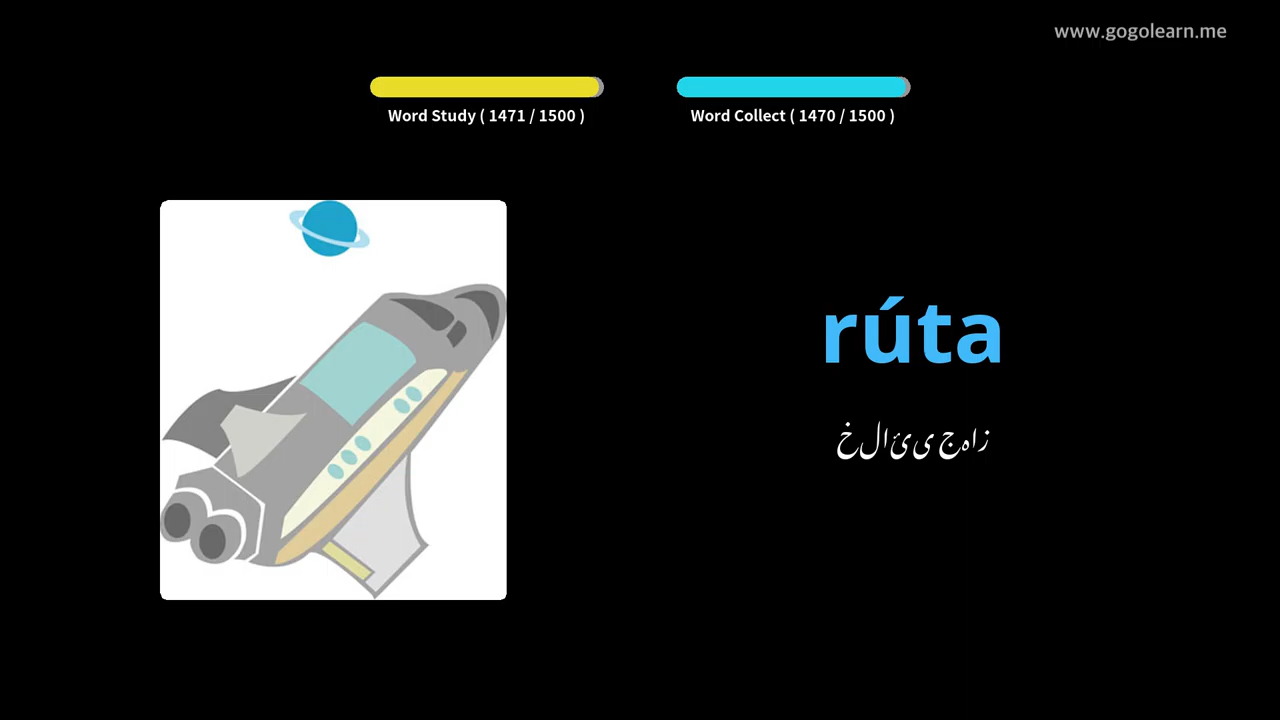 www.gogolearn.me
Word Study ( 1471 / 1500 )
Word Collect ( 1470 / 1500 )
rúta
خلائی جہاز